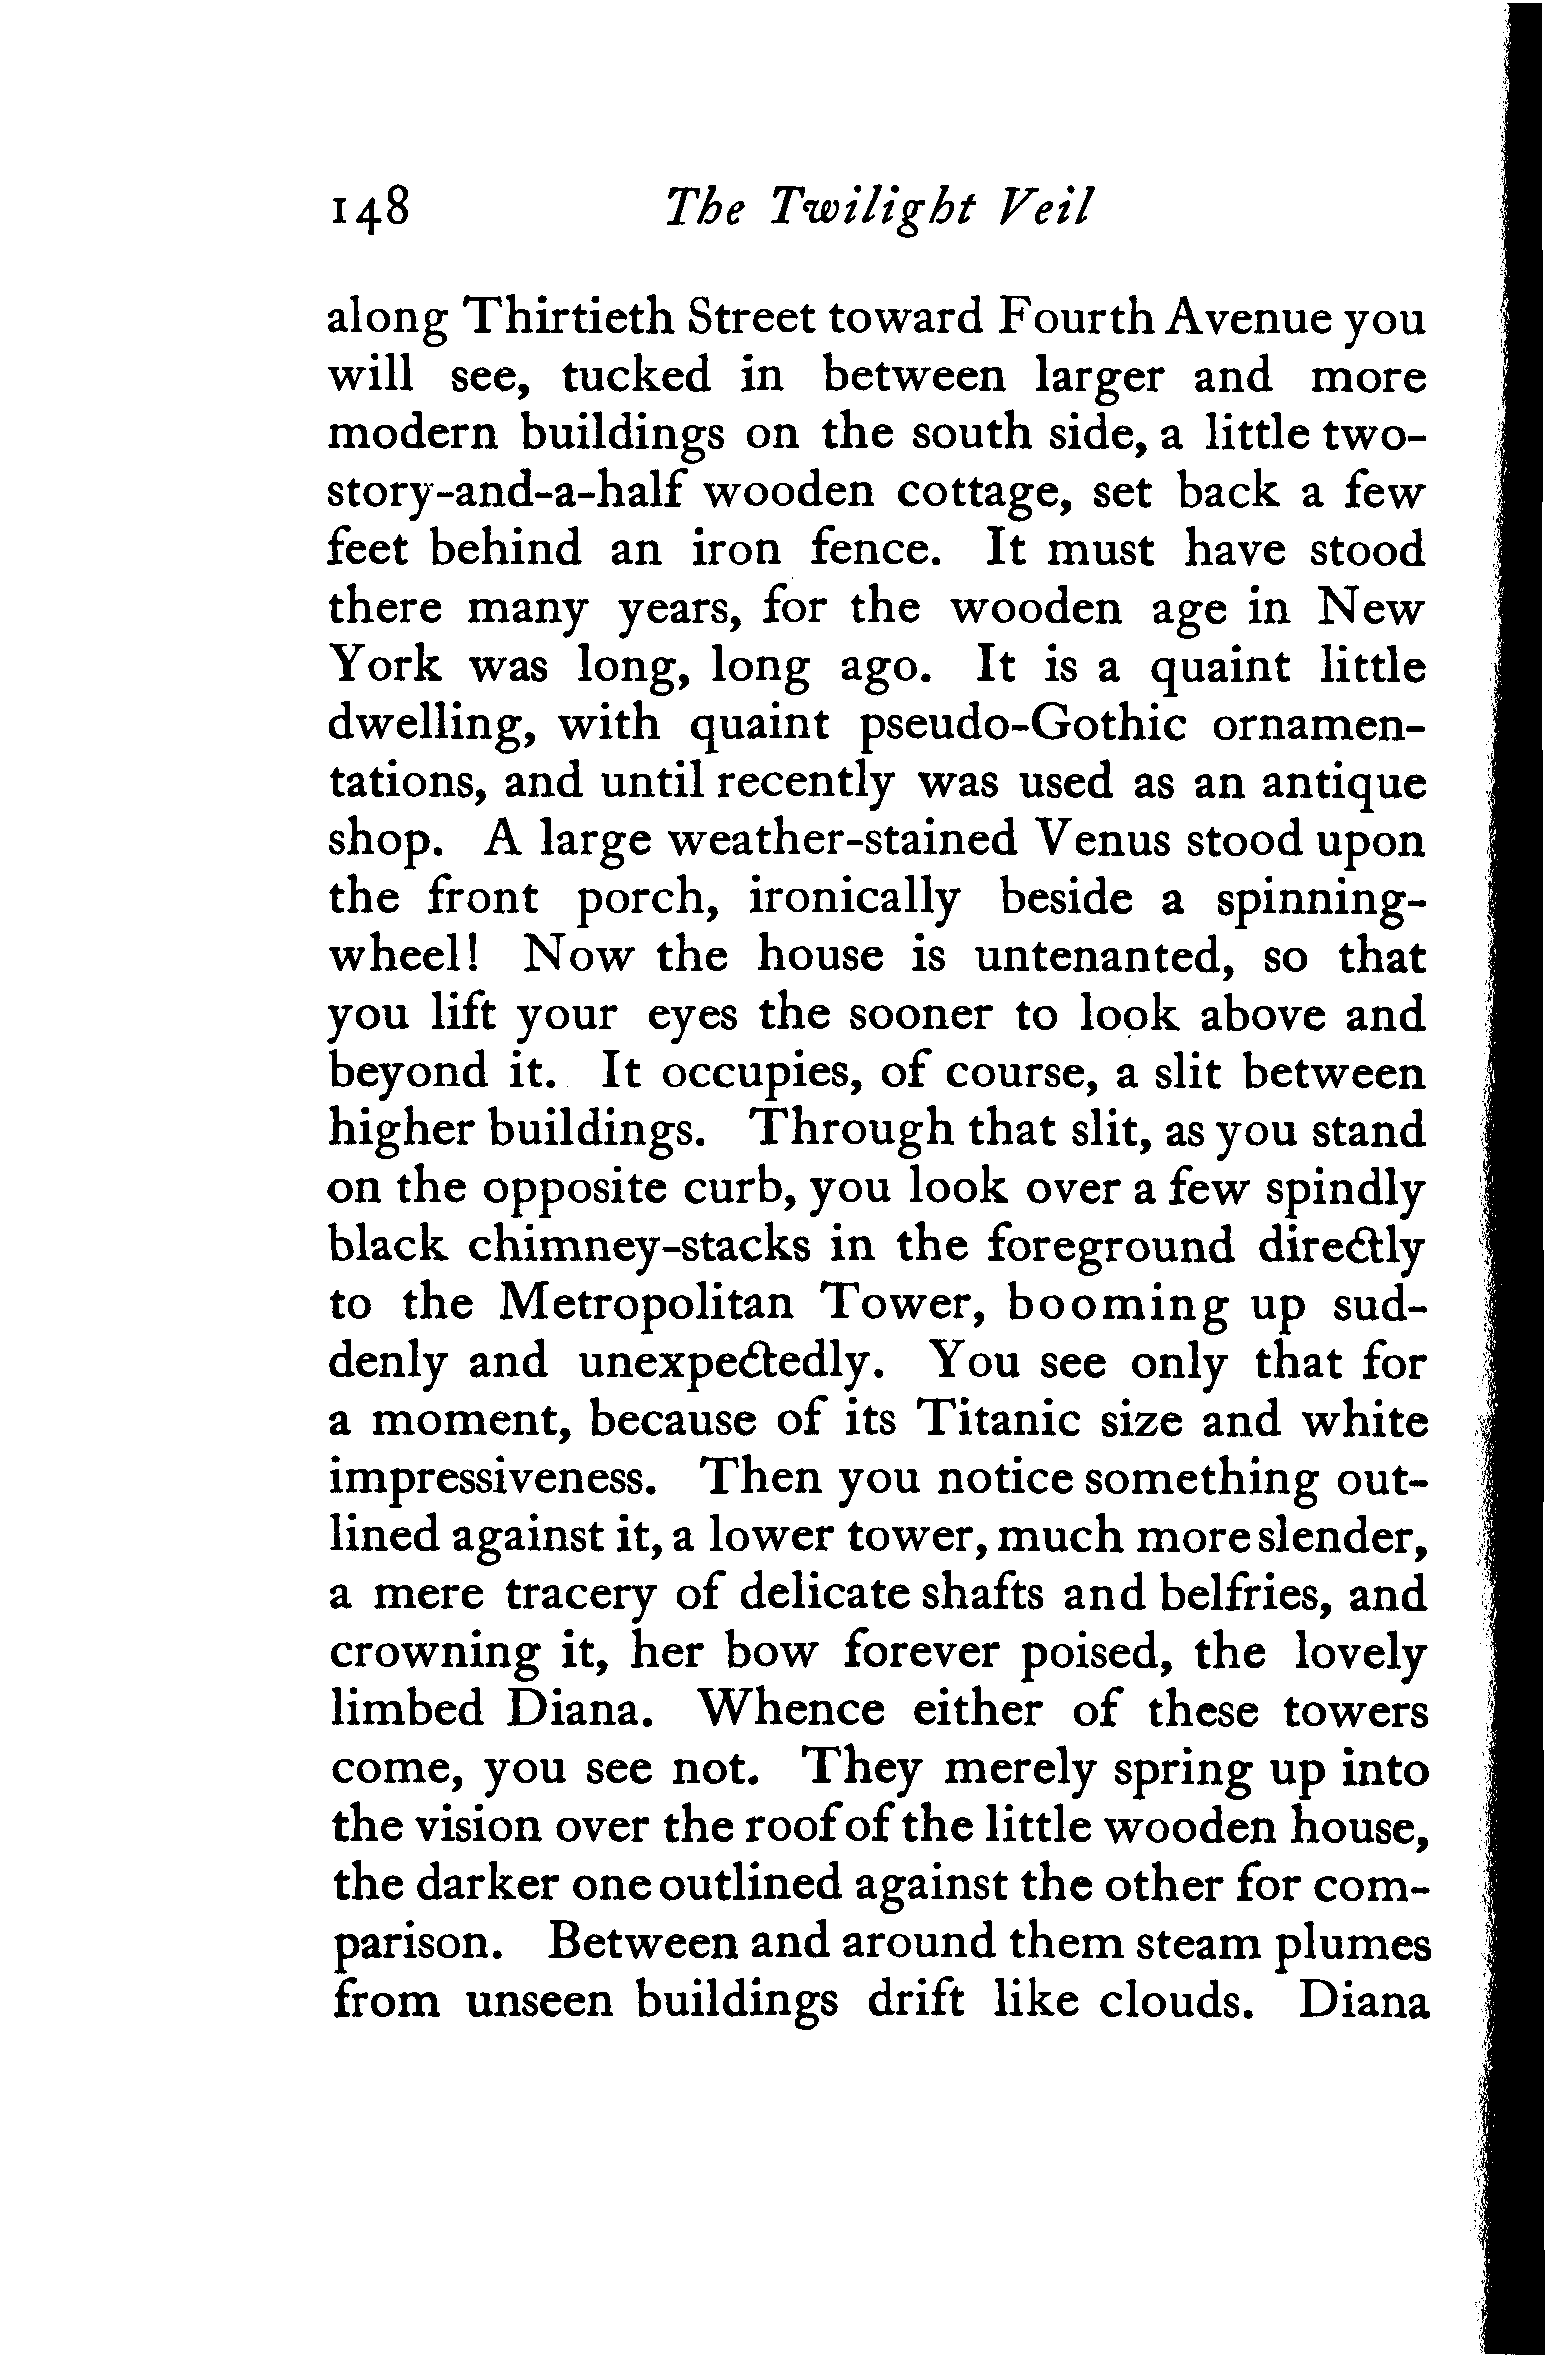 148 The Twilight Veil
along Thirtieth Street toward Fourth Avenue you
will see, tucked in between larger and more
modern buildings on the south side, a little two-
story-and-a-half wooden cottage, set back a few
feet behind an iron fence. It must have stood
there many years, for the wooden age in New
York was long, long ago. It is a quaint little
dwelling, with quaint pseudo-Gothic ornamen-
tations, and until recently was used as an antique
shop. A large weather-stained Venus stood upon
the front porch, ironically beside a spinning-
wheel! Now the house is untenanted, so that
you lift your eyes the sooner to look above and
beyond it. It occupies, of course, a slit between
higher buildings. Through that slit, as you stand
on the opposite curb, you look over a few spindly
black chimney-stacks in the foreground directly
to the Metropolitan Tower, booming up sud-
denly and unexpectedly. You see only that for
a moment, because of its Titanic size and white
impressiveness. Then you notice something out-
lined against it, a lower tower, much more slender,
a mere tracery of delicate shafts and belfries, and
crowning it, her bow forever poised, the lovely
limbed Diana. Whence either of these towers
come, you see not. They merely spring up into
the vision over the roof of the little wooden house,
the darker one outlined against the other for com-
parison. Between and around them steam plumes
from unseen buildings drift like clouds. Diana